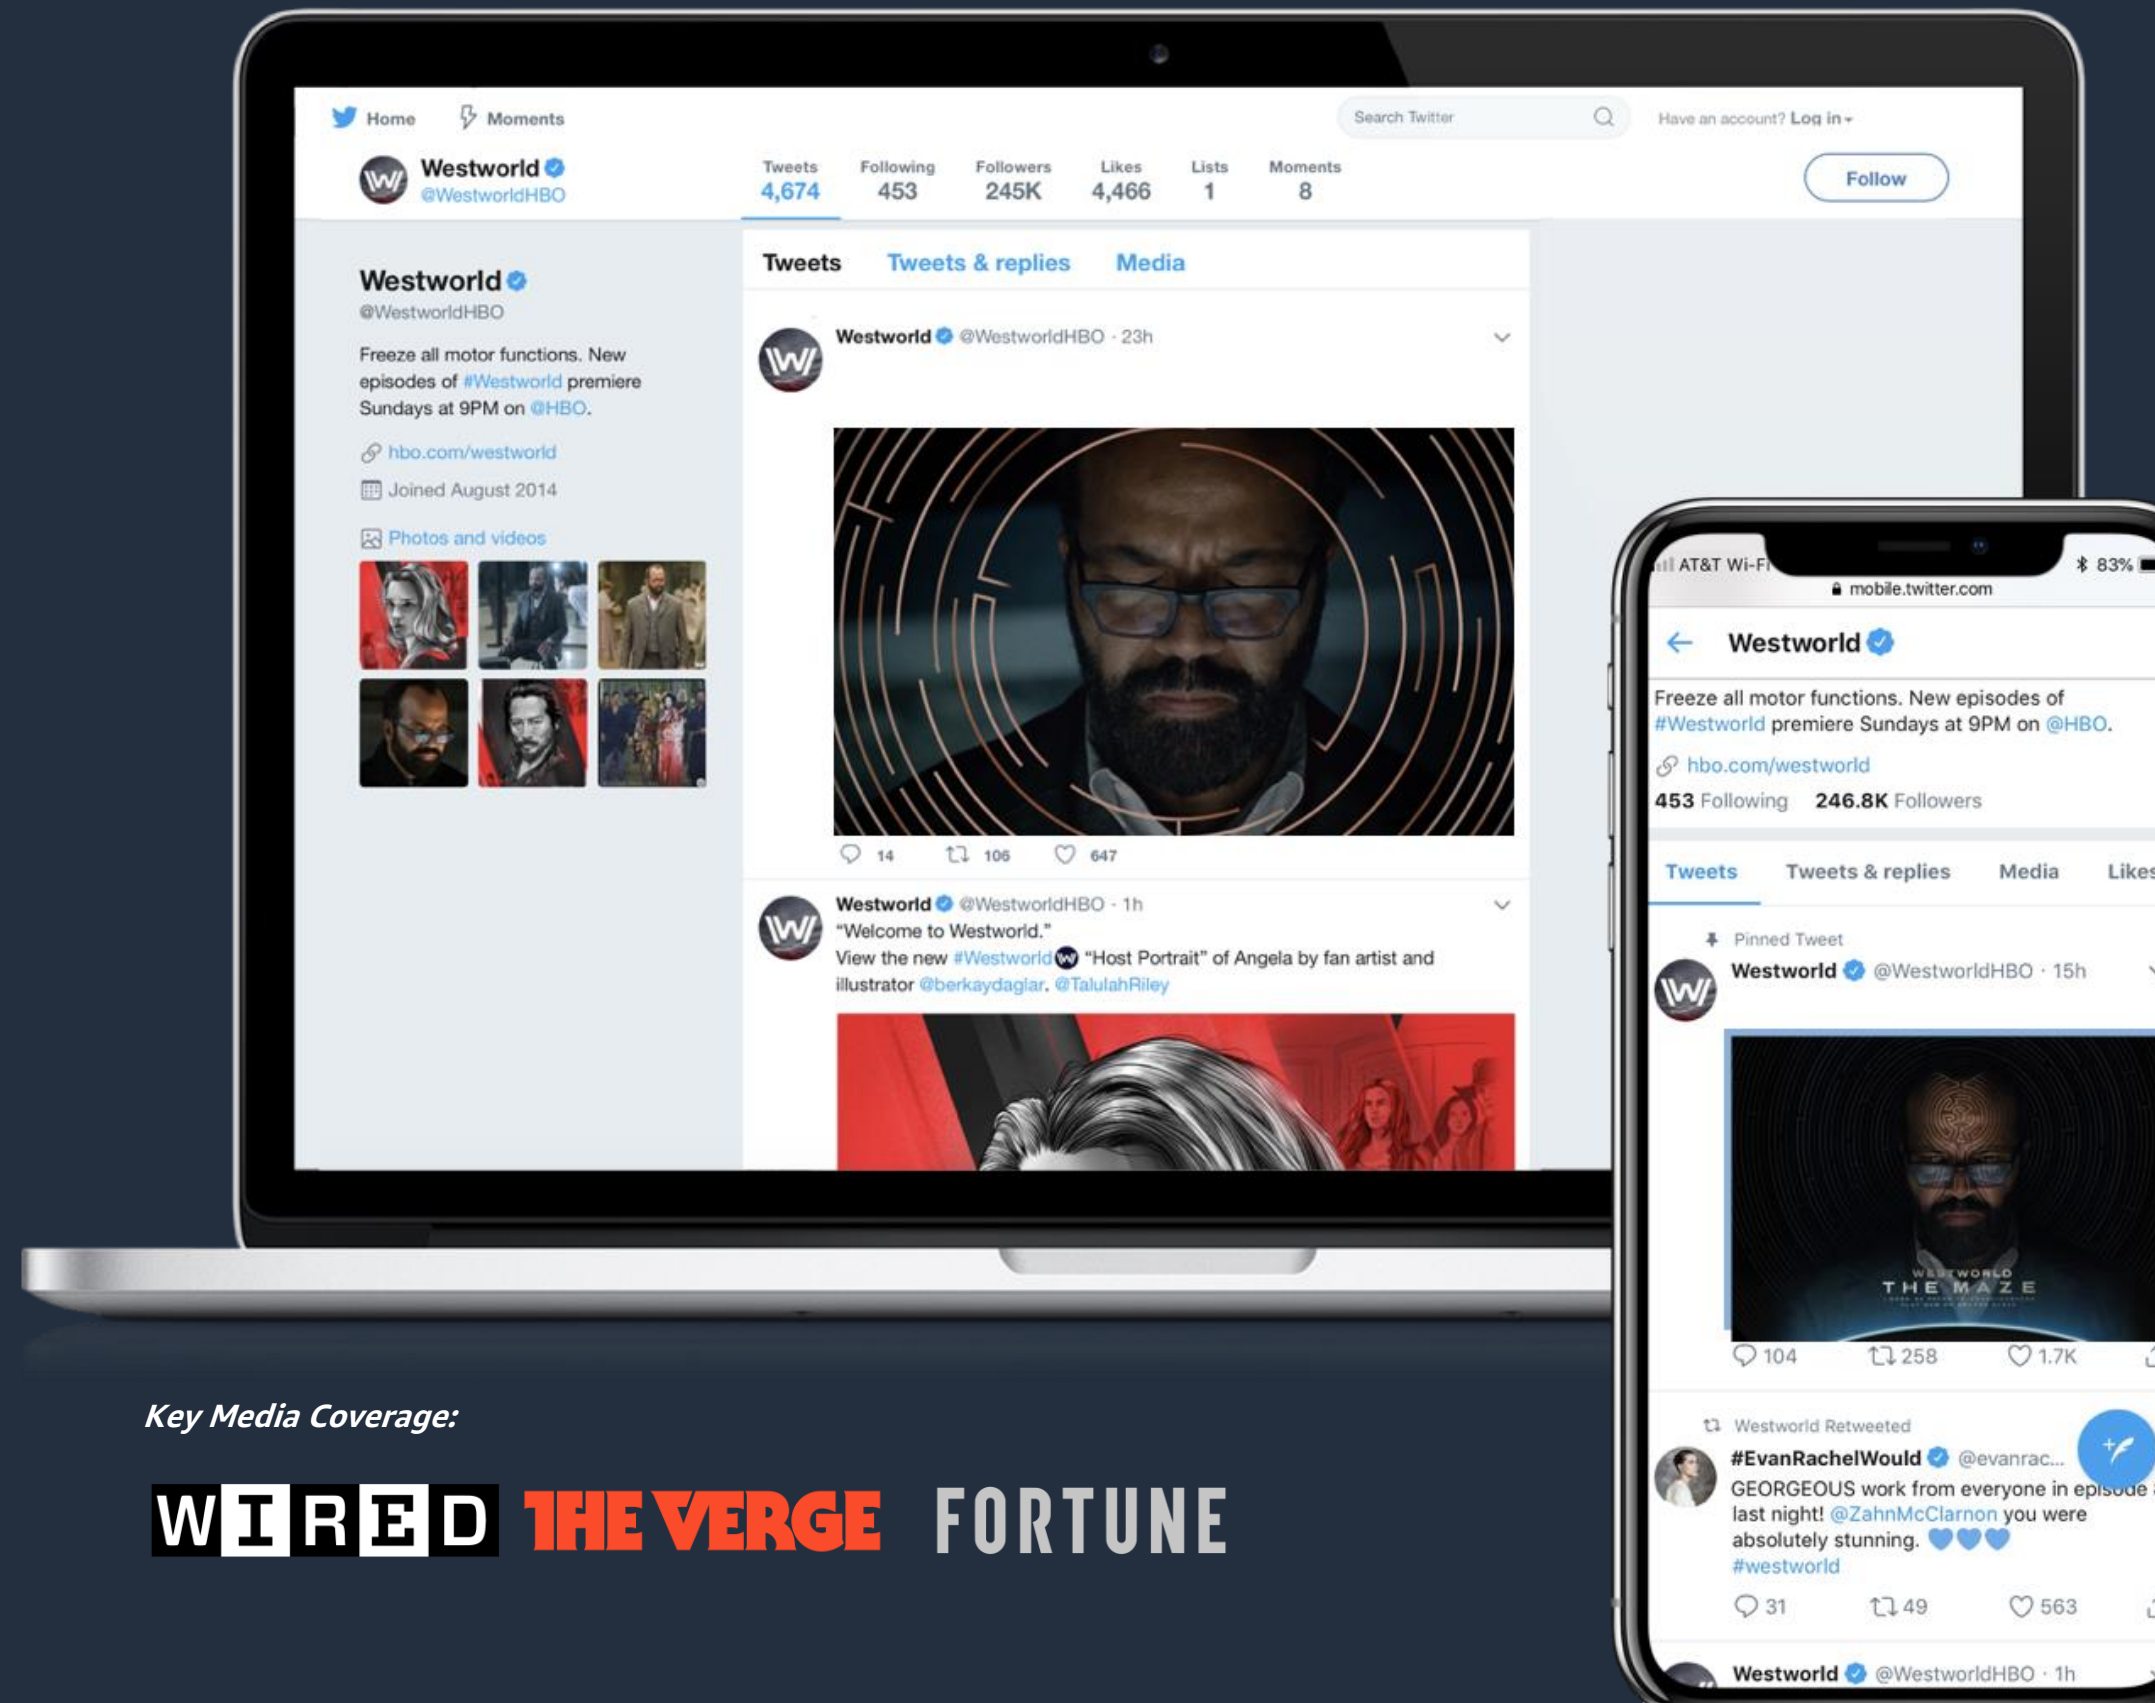 Home
Moments
Search Twitter
Have an account? Log in
Westworld
@WestworldHBO
Tweets
4,674
Following
453
Followers
245K
Likes
4,466
Lists
1
Moments
8
Follow
Westworld
@WestworldHBO
Freeze all motor functions. New
episodes of #Westworld premiere
Sundays at 9PM on @HBO.
hbo.com/westworld
Joined August 2014
Photos and videos
Tweets
Tweets & replies
Media
Westworld @WestworldHBO · 23h
14
106
647
Westworld @WestworldHBO · 1h
“Welcome to Westworld.”
View the new #Westworld “Host Portrait” of Angela by fan artist and
illustrator @berkaydaglar. @TalulahRiley
AT&T Wi-Fi
83%
mobile.twitter.com
Westworld
Freeze all motor functions. New episodes of
#Westworld premiere Sundays at 9PM on @HBO.
hbo.com/westworld
453 Following 246.8K Followers
Tweets
Tweets & replies
Media
Likes
Pinned Tweet
Westworld @WestworldHBO · 15h
WESTWORLD
THE MAZE
104
258
1.7K
Westworld Retweeted
#EvanRachelWould @evanrac...
GEORGEOUS work from everyone in episode
last night! @ZahnMcClarnon you were
absolutely stunning. 💙💙💙
#westworld
31
49
563
Westworld @WestworldHBO · 1h
Key Media Coverage:
WIRED
THE VERGE
FORTUNE